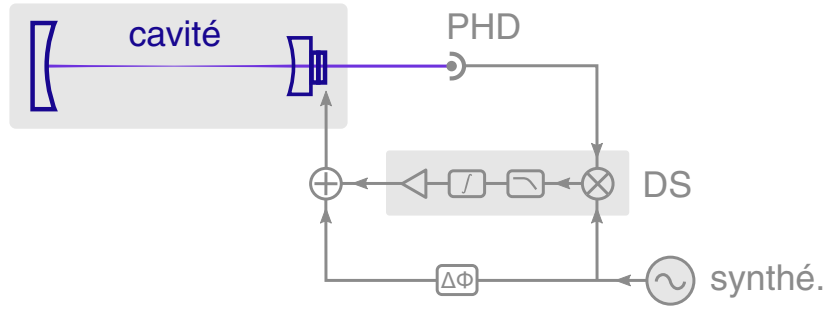 cavité
PHD
∫
DS
ΔΦ
synthé.